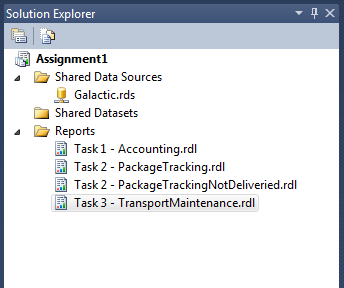 Solution Explorer
Assignment1
Shared Data Sources
Galactic.rds
Shared Datasets
Reports
Task 1 - Accounting.rdl
Task 2 - PackageTracking.rdl
Task 2 - PackageTrackingNotDeliveried.rdl
Task 3 - TransportMaintenance.rdl